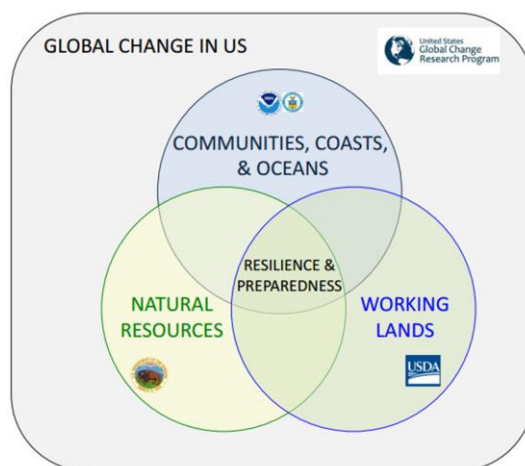 GLOBAL CHANGE IN US
United States
Global Change
Research Program
COMMUNITIES, COASTS,
& OCEANS
RESILIENCE &
PREPAREDNESS
NATURAL
RESOURCES
WORKING
LANDS
USDA